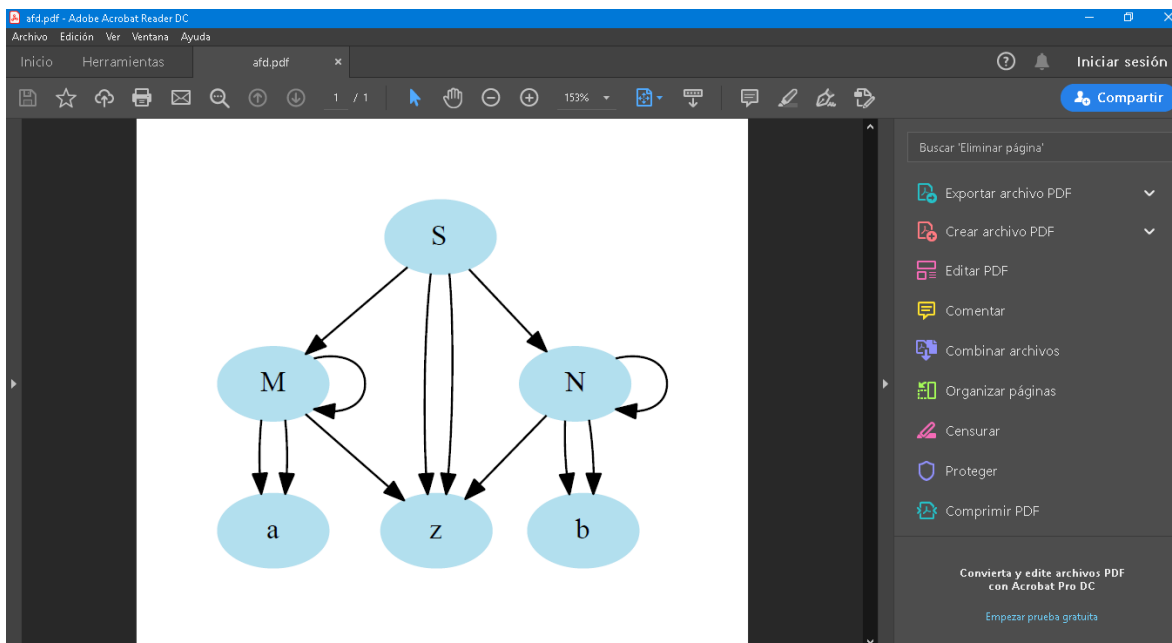 afd.pdf - Adobe Acrobat Reader DC
Archivo Edición Ver Ventana Ayuda
Inicio Herramientas afd.pdf × Iniciar sesión
1 / 1 153% Compartir
Buscar 'Eliminar página'
Exportar archivo PDF
Crear archivo PDF
Editar PDF
Comentar
Combinar archivos
Organizar páginas
Censurar
Proteger
Comprimir PDF
Convierta y edite archivos PDF
con Acrobat Pro DC
Empezar prueba gratuita
S
M N
a z b